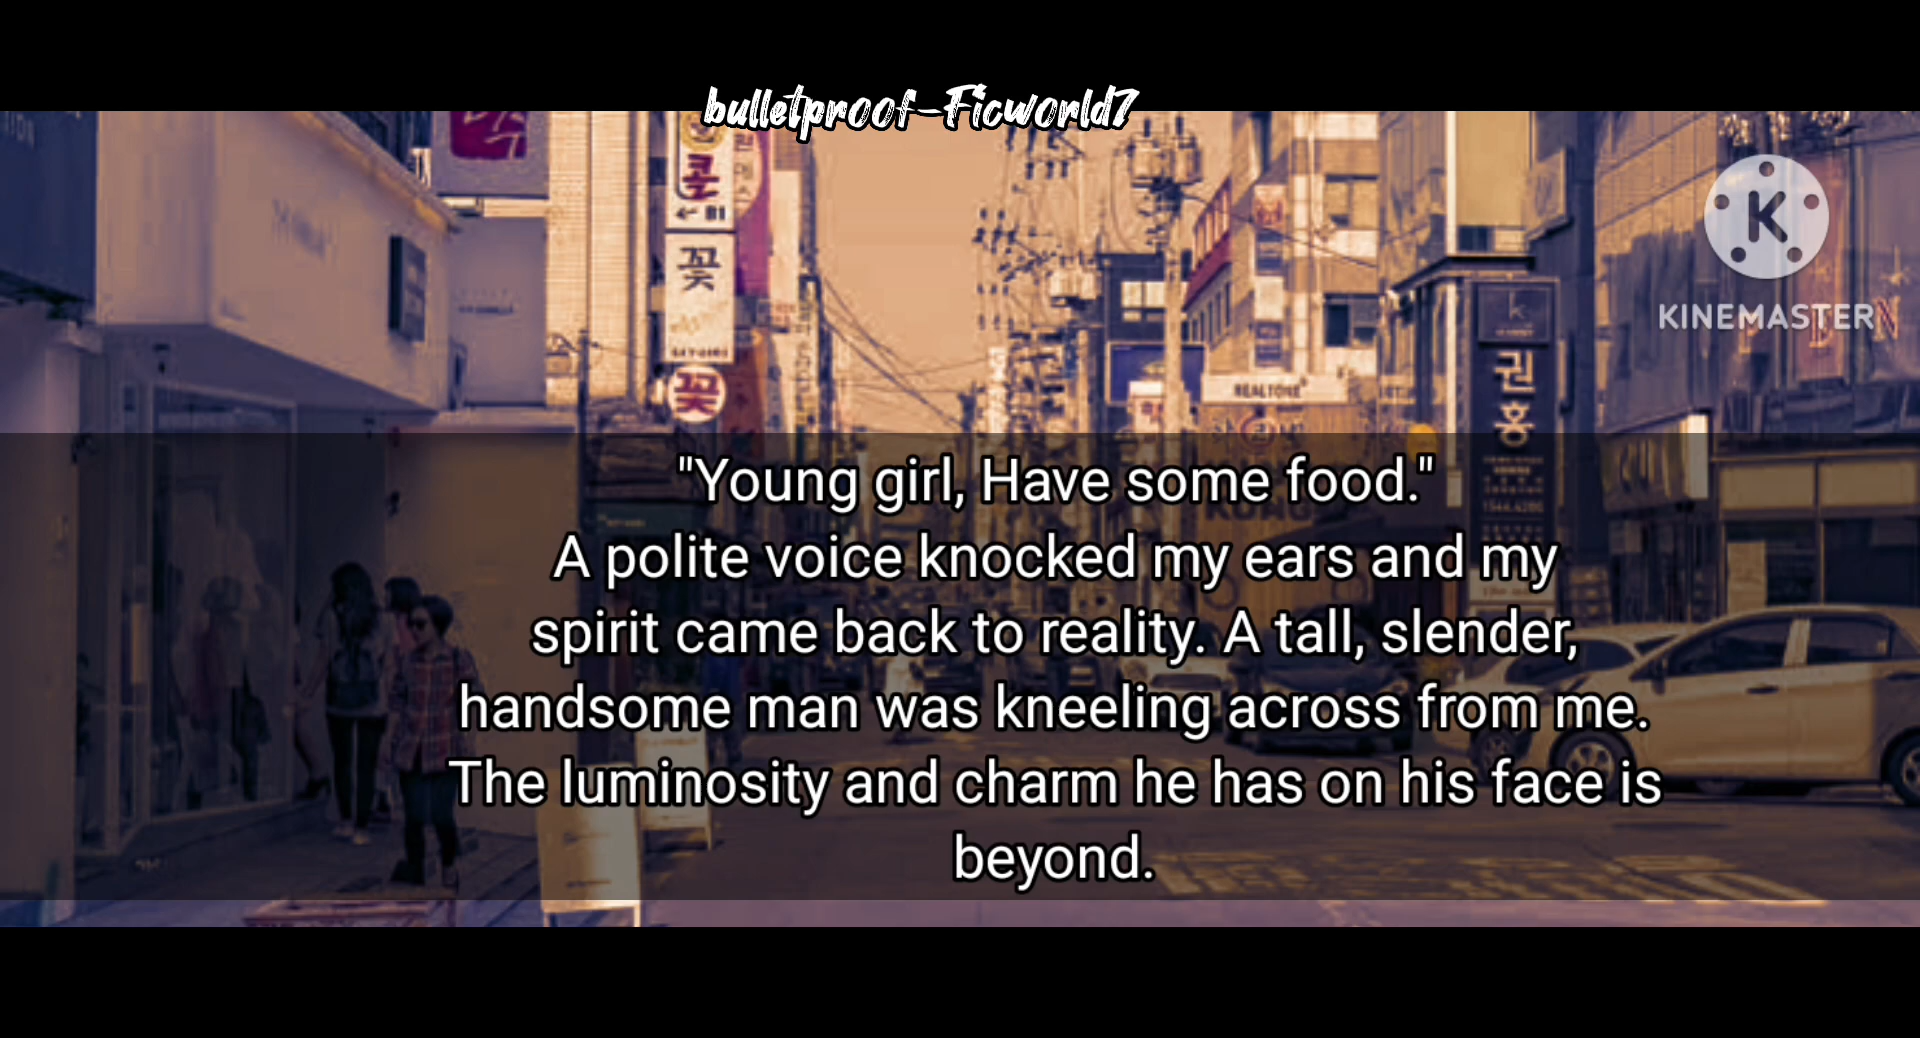 bulletproof-Ficworld7
콜
꽃
꽃
K
KINEMASTER
REALTONE
권
홍
"Young girl, Have some food."
A polite voice knocked my ears and my
spirit came back to reality. A tall, slender,
handsome man was kneeling across from me.
The luminosity and charm he has on his face is
beyond.